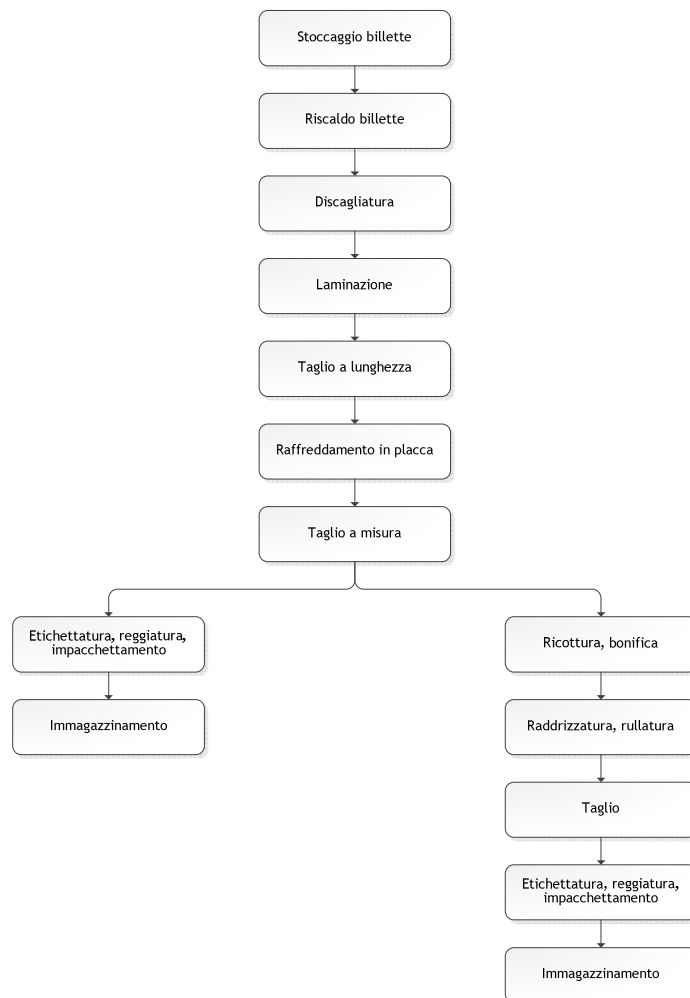 Stoccaggio billette
Riscaldo billette
Discagliatura
Laminazione
Taglio a lunghezza
Raffreddamento in placca
Taglio a misura
Etichettatura, reggiatura,
impacchettamento
Immagazzinamento
Ricottura, bonifica
Raddrizzatura, rullatura
Taglio
Etichettatura, reggiatura,
impacchettamento
Immagazzinamento